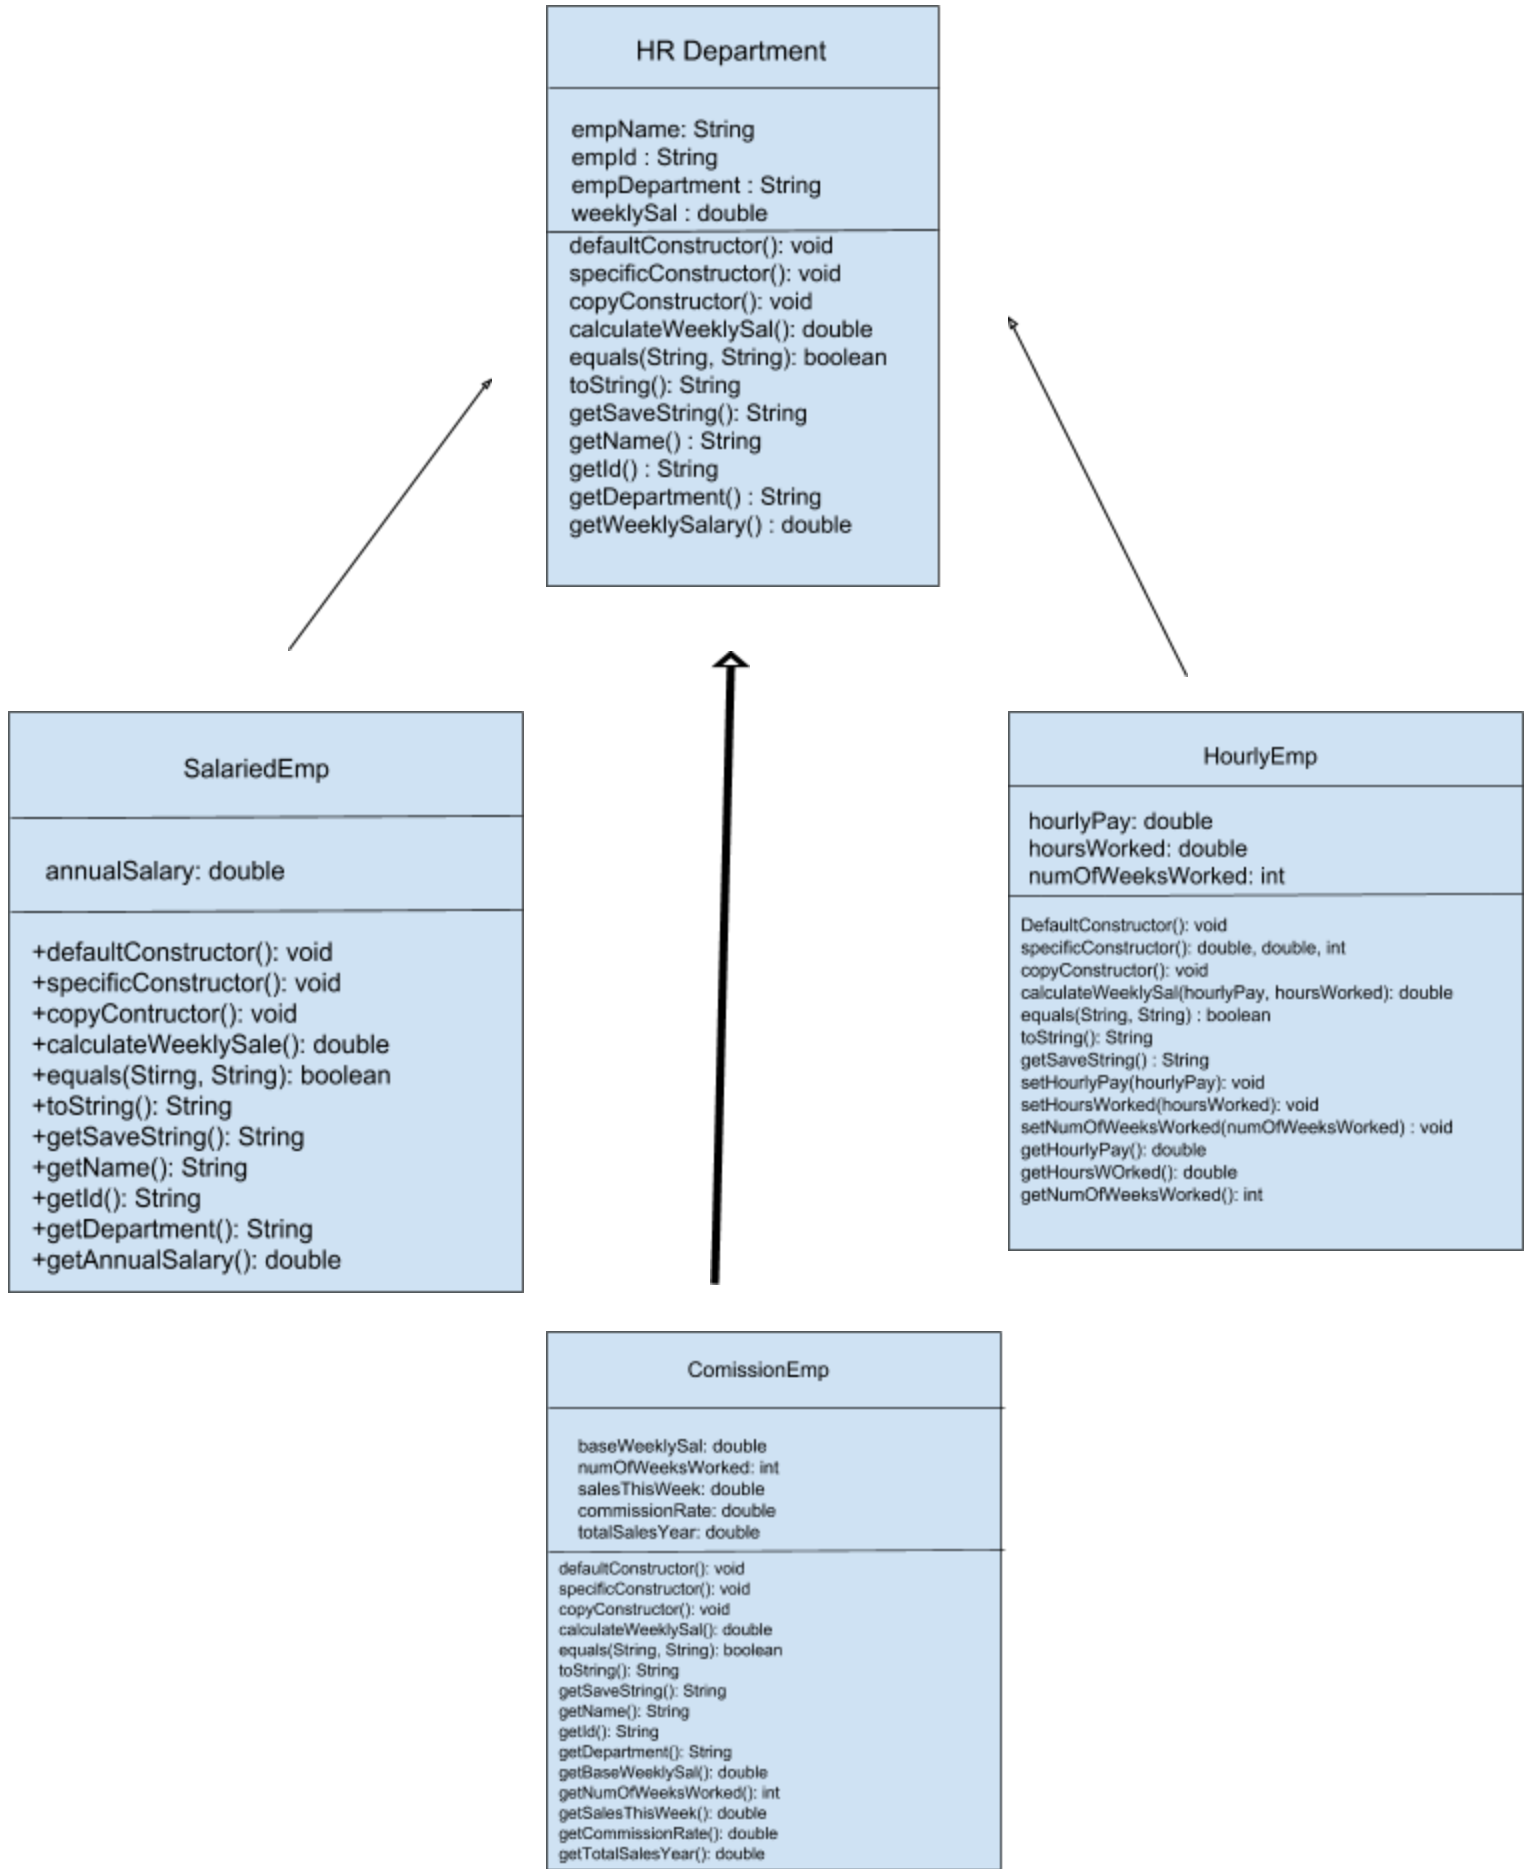 HR Department
empName: String
empId : String
empDepartment : String
weeklySal : double
defaultConstructor(): void
specificConstructor(): void
copyConstructor(): void
calculateWeeklySal(): double
equals(String, String): boolean
toString(): String
getSaveString(): String
getName() : String
getId() : String
getDepartment() : String
getWeeklySalary() : double
SalariedEmp
annualSalary: double
+defaultConstructor(): void
+specificConstructor(): void
+copyContructor(): void
+calculateWeeklySale(): double
+equals(Stirng, String): boolean
+toString(): String
+getSaveString(): String
+getName(): String
+getId(): String
+getDepartment(): String
+getAnnualSalary(): double
HourlyEmp
hourlyPay: double
hoursWorked: double
numOfWeeksWorked: int
DefaultConstructor(): void
specificConstructor(): double, double, int
copyConstructor(): void
calculateWeeklySal(hourlyPay, hoursWorked): double
equals(String, String) : boolean
toString(): String
getSaveString() : String
setHourlyPay(hourlyPay): void
setHoursWorked(hoursWorked): void
setNumOfWeeksWorked(numOfWeeksWorked) : void
getHourlyPay(): double
getHoursWOrked(): double
getNumOfWeeksWorked(): int
ComissionEmp
baseWeeklySal: double
numOfWeeksWorked: int
salesThisWeek: double
commissionRate: double
totalSalesYear: double
defaultConstructor(): void
specificConstructor(): void
copyConstructor(): void
calculateWeeklySal(): double
equals(String, String): boolean
toString(): String
getSaveString(): String
getName(): String
getId(): String
getDepartment(): String
getBaseWeeklySal(): double
getNumOfWeeksWorked(): int
getSalesThisWeek(): double
getCommissionRate(): double
getTotalSalesYear(): double